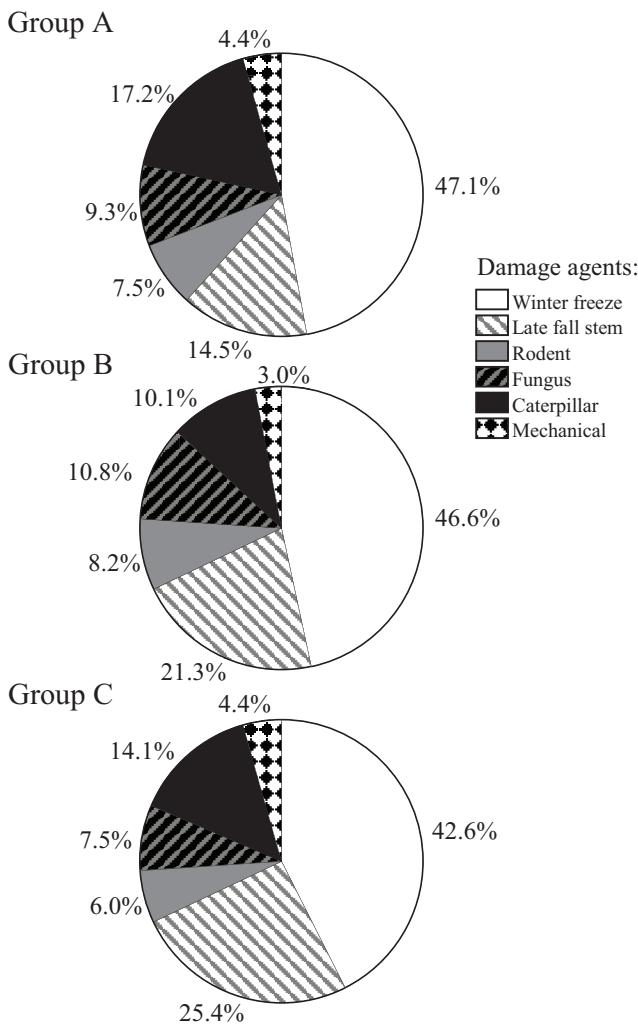 Group A
4.4%
17.2%
47.1%
9.3%
7.5%
14.5%
Damage agents:
Winter freeze
Late fall stem
Rodent
Fungus
Caterpillar
Mechanical
Group B
3.0%
10.1%
10.8%
46.6%
8.2%
21.3%
Group C
4.4%
14.1%
42.6%
7.5%
6.0%
25.4%